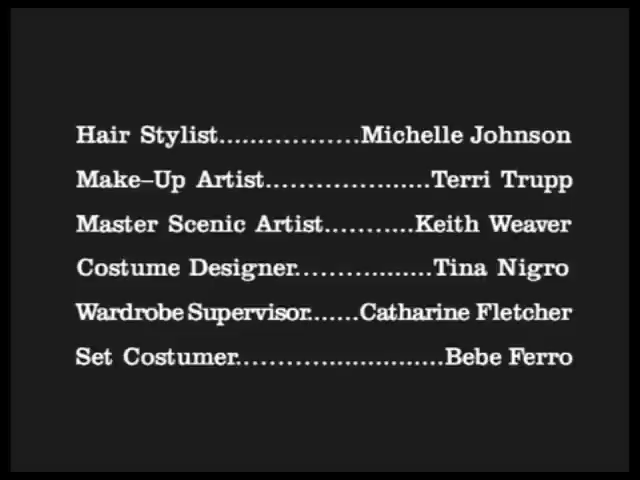 Hair Stylist.................Michelle Johnson
Make–Up Artist....................Terri Trupp
Master Scenic Artist...........Keith Weaver
Costume Designer.................Tina Nigro
Wardrobe Supervisor.......Catharine Fletcher
Set Costumer.........................Bebe Ferro